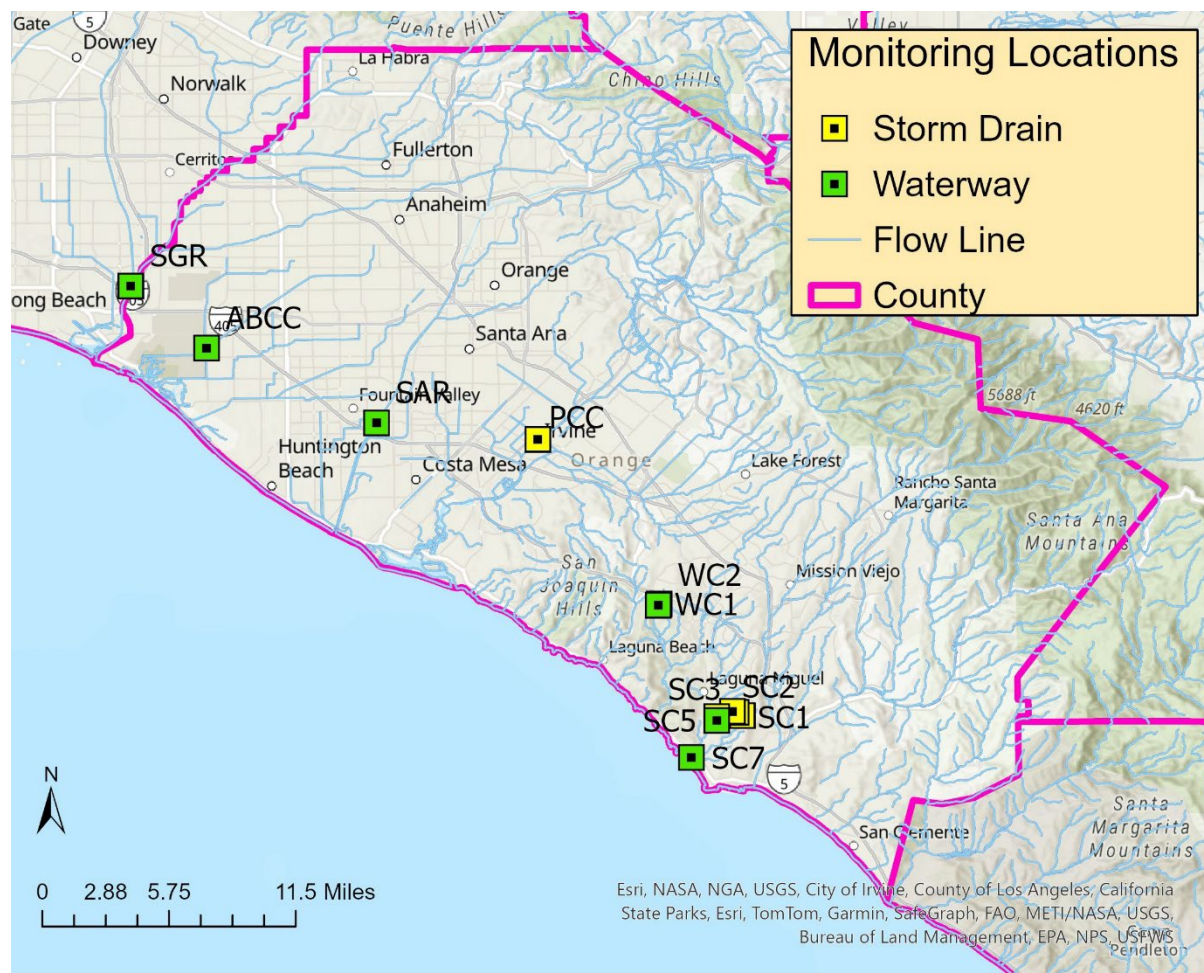 Gate
5
Downey
Puente Hills
Valley
La Habra
Chino Hills
Norwalk
Cerritos
Fullerton
Anaheim
Monitoring Locations
Storm Drain
Waterway
Flow Line
County
SGR
ong Beach
ABCC
405
Orange
Santa Ana
Fountain Valley
SAR
PCC
Irvine
Huntington
Beach
Costa Mesa
Orange
Lake Forest
Rancho Santa
Margarita
5688 ft
4620 ft
Santa Ana
Mountains
San
Joaquin
Hills
Mission Viejo
WC2
WC1
Laguna Beach
Laguna Niguel
SC3
SC2
SC5
SC1
SC7
5
N
San Clemente
Santa
Margarita
Mountains
0 2.88 5.75 11.5 Miles
Esri, NASA, NGA, USGS, City of Irvine, County of Los Angeles, California
State Parks, Esri, TomTom, Garmin, SafeGraph, FAO, METI/NASA, USGS,
Bureau of Land Management, EPA, NPS, USFWS
Pendleton